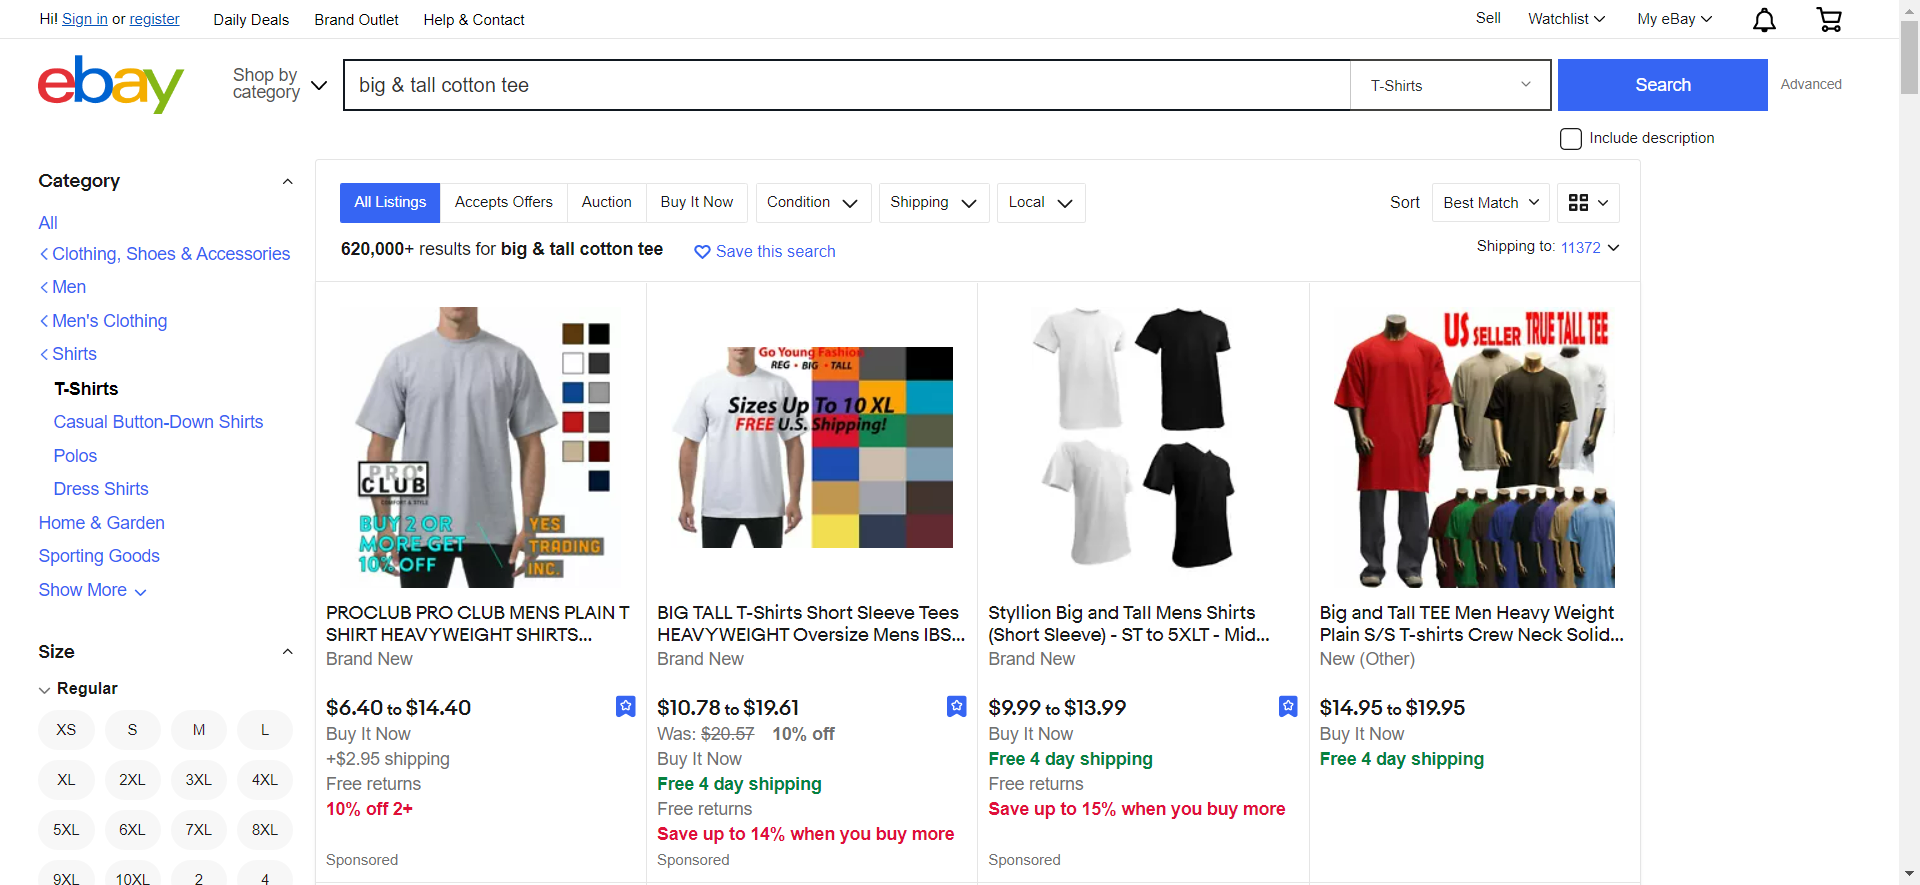 Hi! Sign in or register
Daily Deals
Brand Outlet
Help & Contact
Sell
Watchlist
My eBay
ebay
Shop by
category
big & tall cotton tee
T-Shirts
Search
Advanced
Include description
Category
All
Clothing, Shoes & Accessories
Men
Men's Clothing
Shirts
T-Shirts
Casual Button-Down Shirts
Polos
Dress Shirts
Home & Garden
Sporting Goods
Show More
Size
Regular
XS S M L
XL 2XL 3XL 4XL
5XL 6XL 7XL 8XL
9XL 10XL 2 4
All Listings
Accepts Offers
Auction
Buy It Now
Condition
Shipping
Local
Sort
Best Match
620,000+ results for big & tall cotton tee
Save this search
Shipping to: 11372
PRO
CLUB
COMFORT & STYLE
BUY 2 OR
MORE GET
10% OFF
YES
TRADING
INC.
PROCLUB PRO CLUB MENS PLAIN T
SHIRT HEAVYWEIGHT SHIRTS...
Brand New
$6.40 to $14.40
Buy It Now
+$2.95 shipping
Free returns
10% off 2+
Sponsored
Go Young Fashion
REG • BIG • TALL
Sizes Up To 10 XL
FREE U.S. Shipping!
BIG TALL T-Shirts Short Sleeve Tees
HEAVYWEIGHT Oversize Mens IBS...
Brand New
$10.78 to $19.61
Was: $20.57 10% off
Buy It Now
Free 4 day shipping
Free returns
Save up to 14% when you buy more
Sponsored
Styllion Big and Tall Mens Shirts
(Short Sleeve) - ST to 5XLT - Mid...
Brand New
$9.99 to $13.99
Buy It Now
Free 4 day shipping
Free returns
Save up to 15% when you buy more
Sponsored
US SELLER TRUE TALL TEE
Big and Tall TEE Men Heavy Weight
Plain S/S T-shirts Crew Neck Solid...
New (Other)
$14.95 to $19.95
Buy It Now
Free 4 day shipping